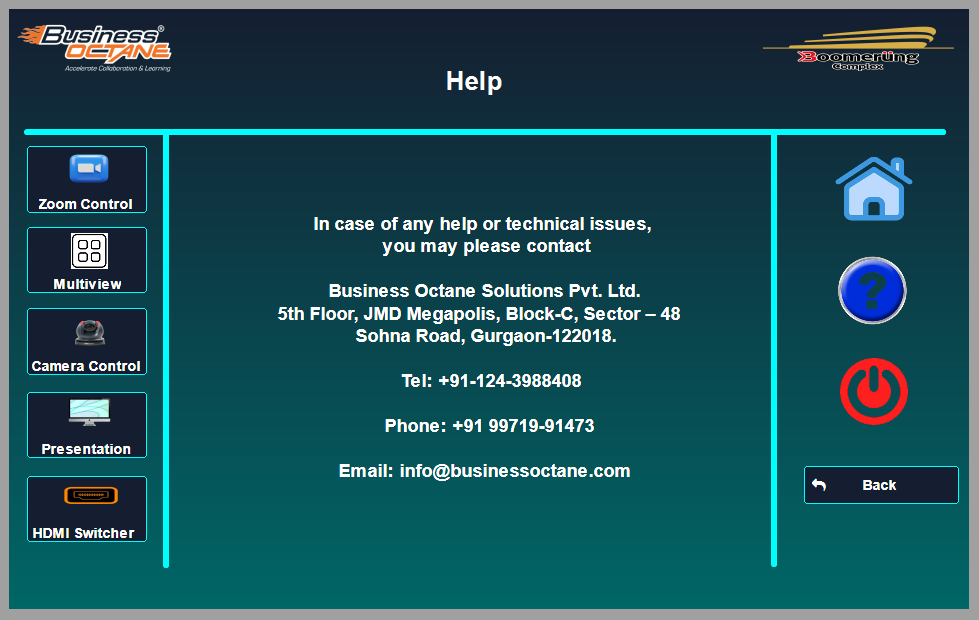 Business®
OCTANE
Accelerate Collaboration & Learning
Boomerüng
Complex
Help
Zoom Control
Multiview
Camera Control
Presentation
HDMI Switcher
In case of any help or technical issues,
you may please contact
Business Octane Solutions Pvt. Ltd.
5th Floor, JMD Megapolis, Block-C, Sector – 48
Sohna Road, Gurgaon-122018.
Tel: +91-124-3988408
Phone: +91 99719-91473
Email: info@businessoctane.com
?
Back